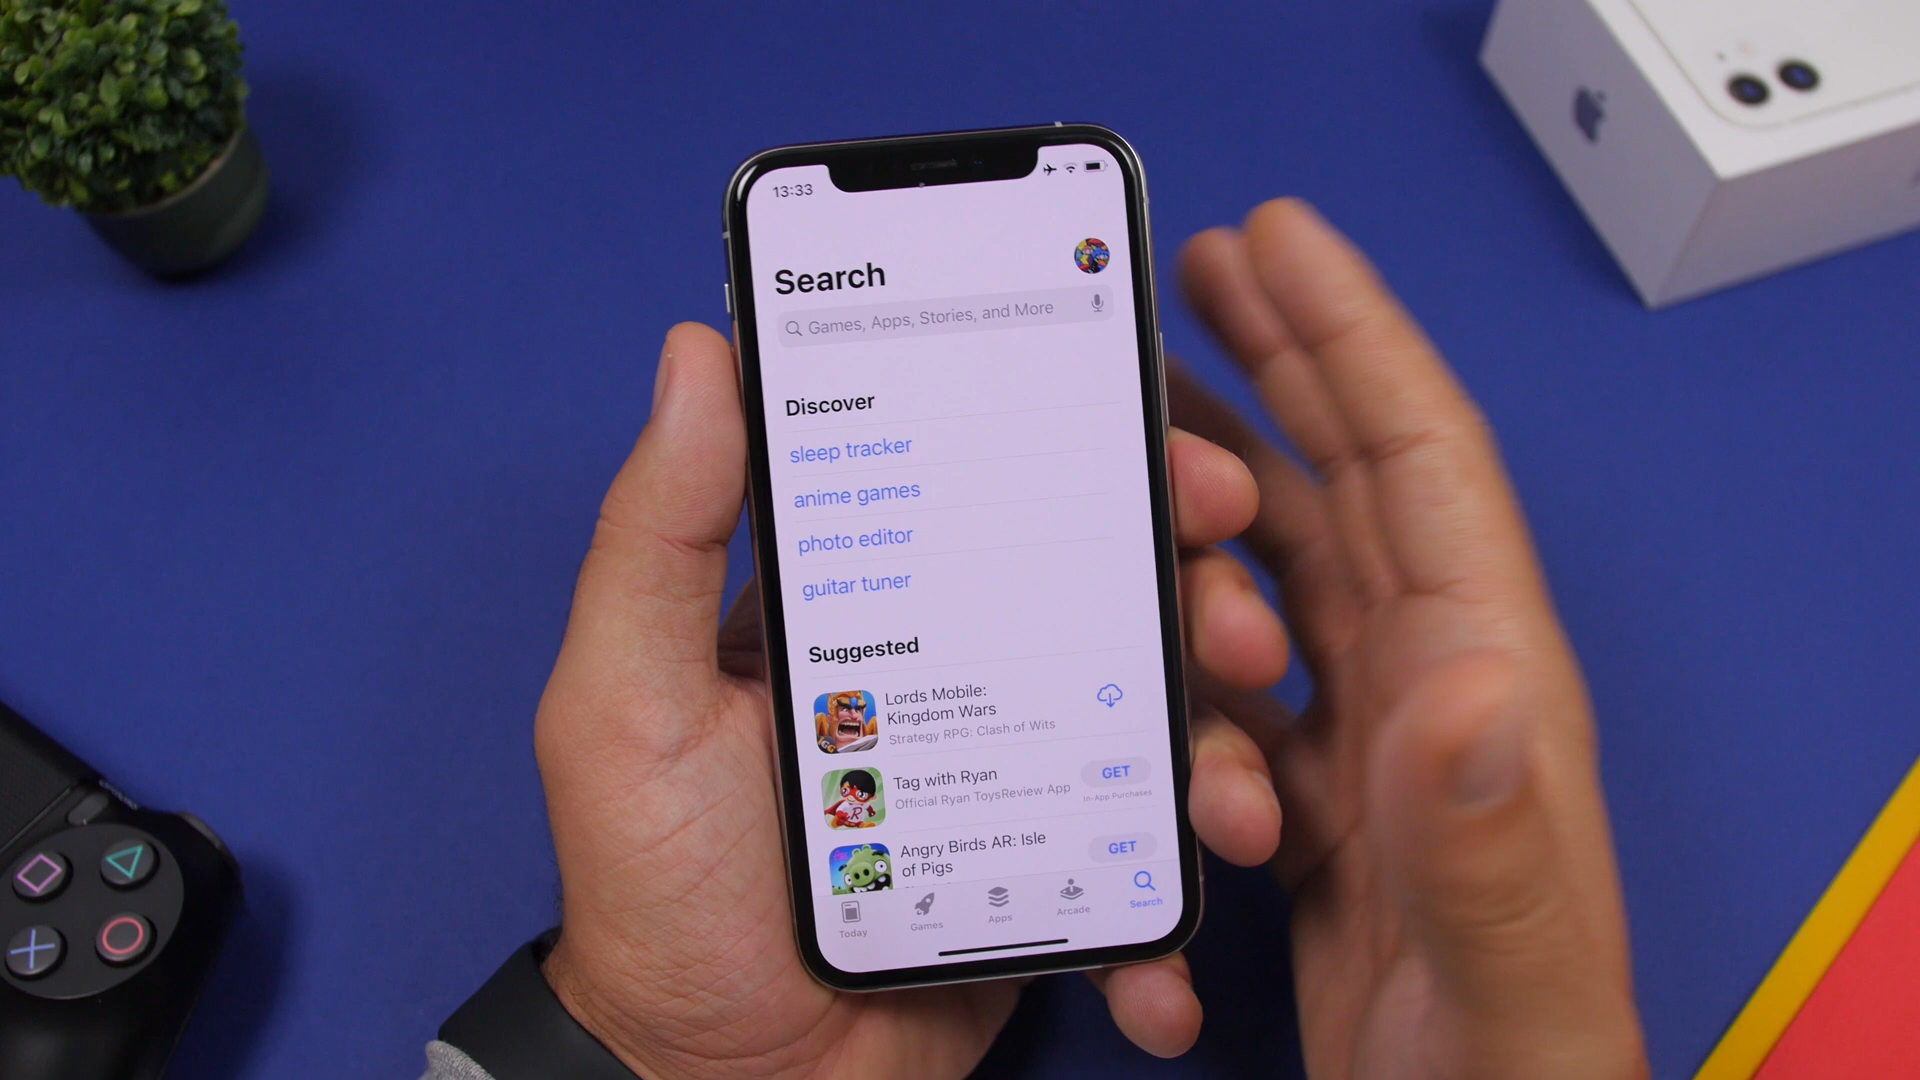 13:33
Search
Games, Apps, Stories, and More
Discover
sleep tracker
anime games
photo editor
guitar tuner
Suggested
Lords Mobile:
Kingdom Wars
Strategy RPG: Clash of Wits
IGG
Tag with Ryan
Official Ryan ToysReview App
GET
In-App Purchases
R
Angry Birds AR: Isle
of Pigs
GET
Today
Games
Apps
Arcade
Search